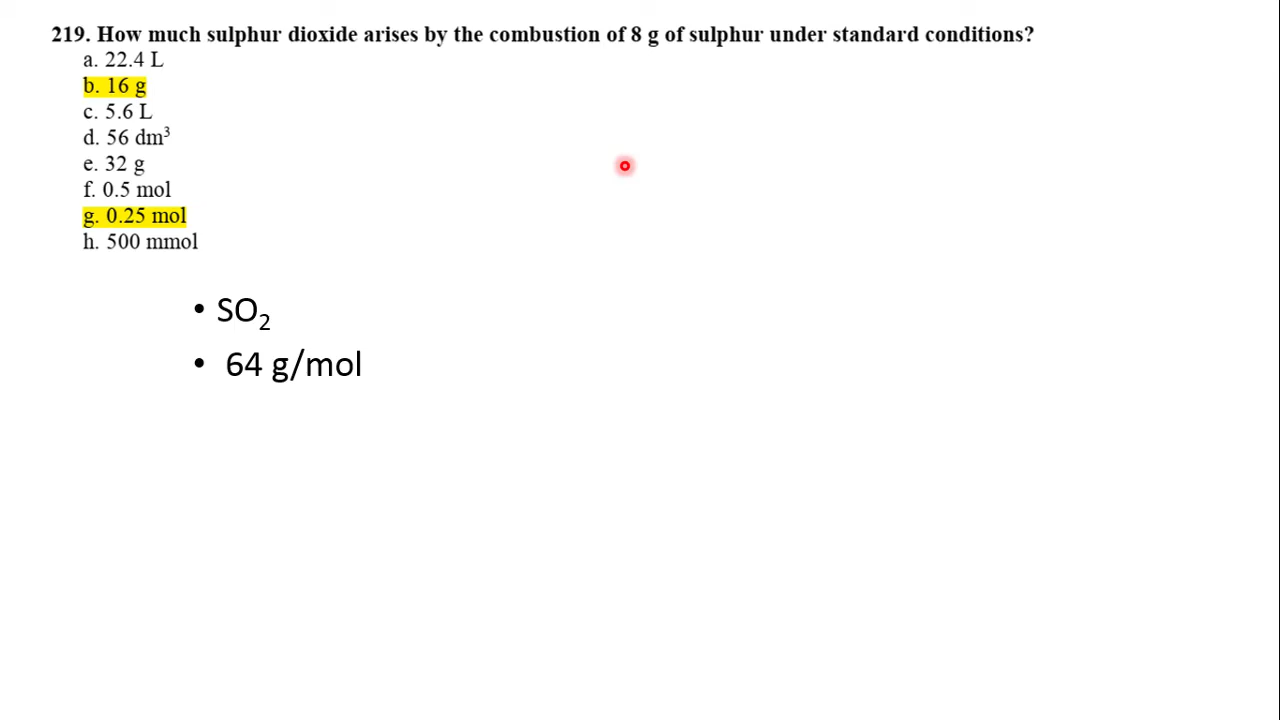 219. How much sulphur dioxide arises by the combustion of 8 g of sulphur under standard conditions?
a. 22.4 L
b. 16 g
c. 5.6 L
d. 56 dm³
e. 32 g
f. 0.5 mol
g. 0.25 mol
h. 500 mmol
• SO₂
• 64 g/mol